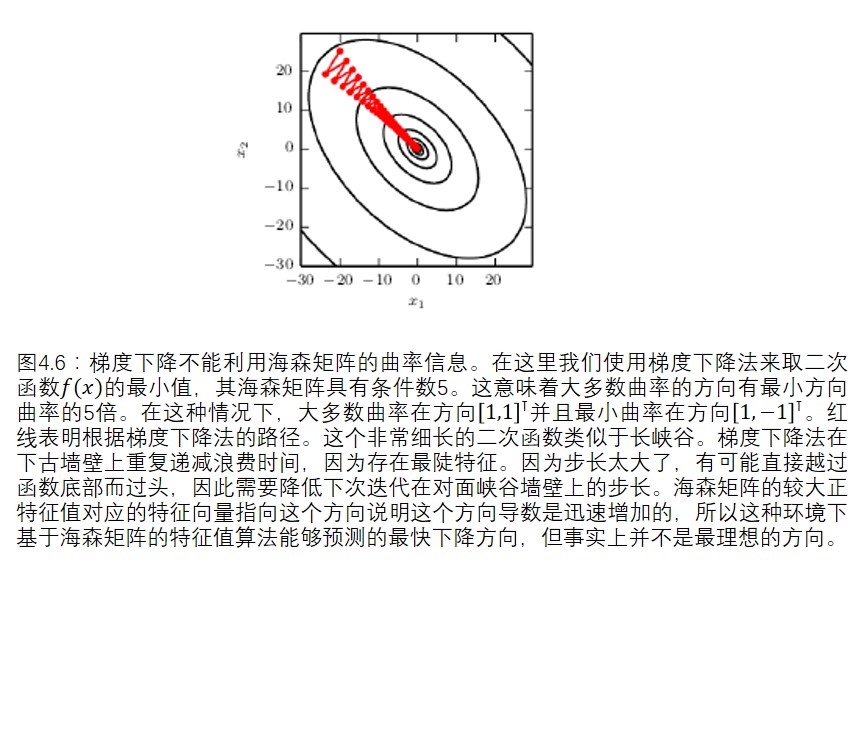 20
10
0
−10
−20
−30
x₂
−30 −20 −10 0 10 20
x₁
图4.6：梯度下降不能利用海森矩阵的曲率信息。在这里我们使用梯度下降法来取二次
函数f(x)的最小值，其海森矩阵具有条件数5。这意味着大多数曲率的方向有最小方向
曲率的5倍。在这种情况下，大多数曲率在方向[1,1]ᵀ并且最小曲率在方向[1,−1]ᵀ。红
线表明根据梯度下降法的路径。这个非常细长的二次函数类似于长峡谷。梯度下降法在
下古墙壁上重复递减浪费时间，因为存在最陡特征。因为步长太大了，有可能直接越过
函数底部而过头，因此需要降低下次迭代在对面峡谷墙壁上的步长。海森矩阵的较大正
特征值对应的特征向量指向这个方向说明这个方向导数是迅速增加的，所以这种环境下
基于海森矩阵的特征值算法能够预测的最快下降方向，但事实上并不是最理想的方向。